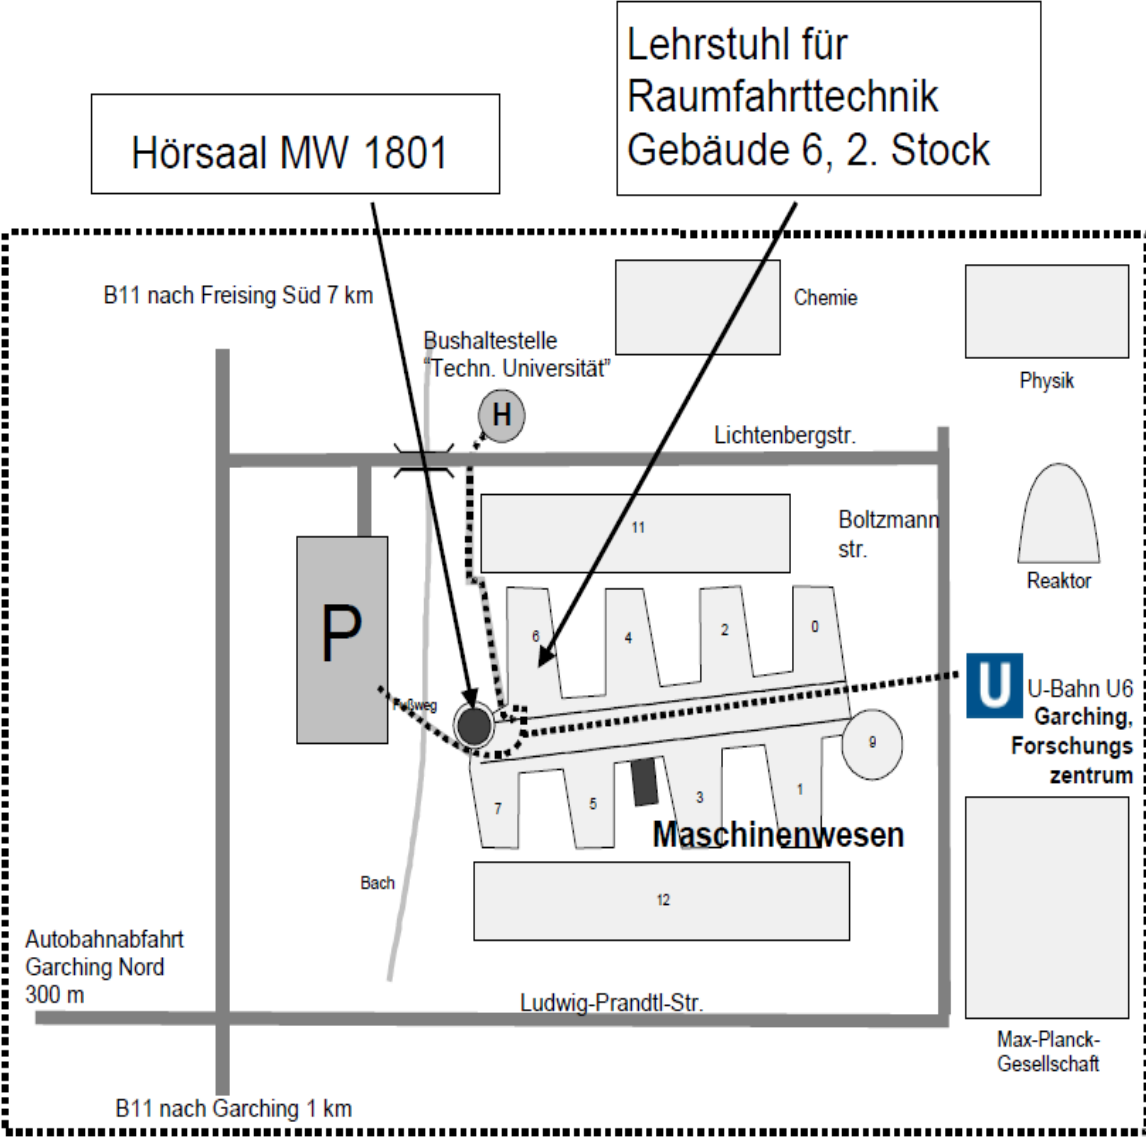 Lehrstuhl für
Raumfahrttechnik
Gebäude 6, 2. Stock
Hörsaal MW 1801
B11 nach Freising Süd 7 km
Chemie
Bushaltestelle
“Techn. Universität”
Physik
H
Lichtenbergstr.
Boltzmann
str.
11
Reaktor
P
6
4
2
0
U
U-Bahn U6
Garching,
Forschungs
zentrum
Fußweg
9
7
5
3
1
Maschinenwesen
Bach
12
Autobahnabfahrt
Garching Nord
300 m
Ludwig-Prandtl-Str.
Max-Planck-
Gesellschaft
B11 nach Garching 1 km